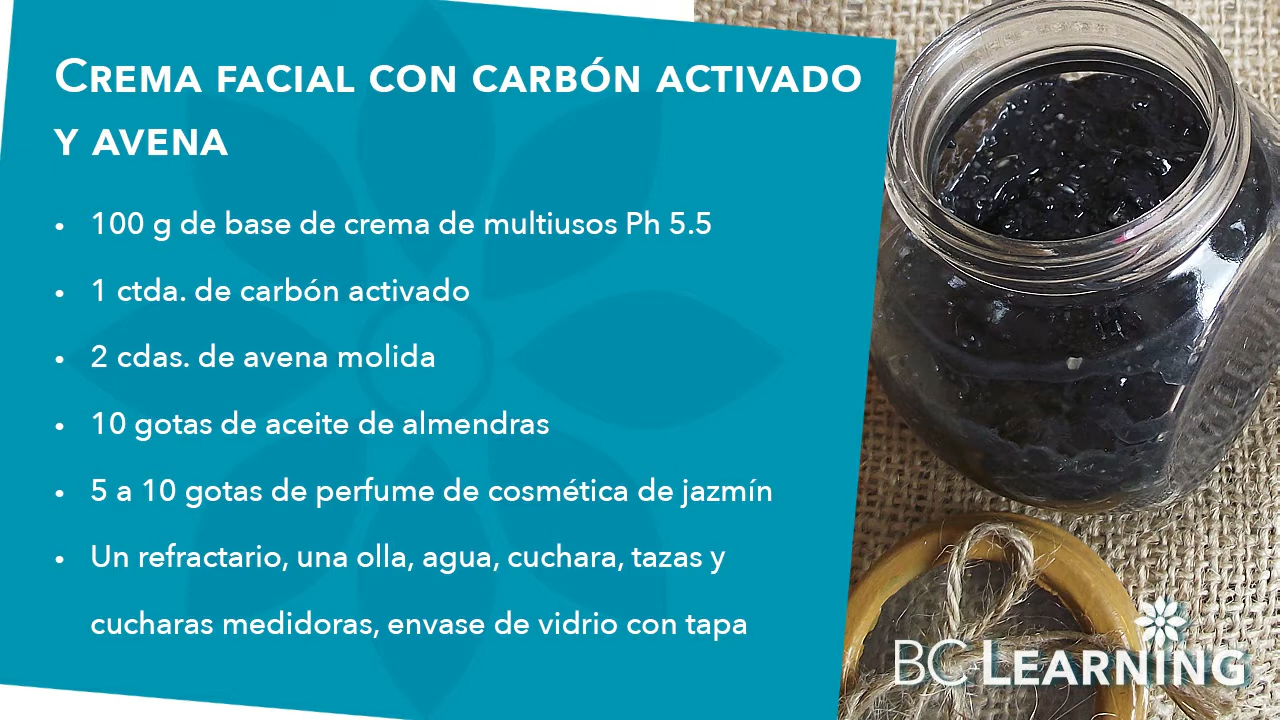 Crema facial con carbón activado
y avena
• 100 g de base de crema de multiusos Ph 5.5
• 1 ctda. de carbón activado
• 2 cdas. de avena molida
• 10 gotas de aceite de almendras
• 5 a 10 gotas de perfume de cosmética de jazmín
• Un refractario, una olla, agua, cuchara, tazas y
cucharas medidoras, envase de vidrio con tapa
BC LEARNING